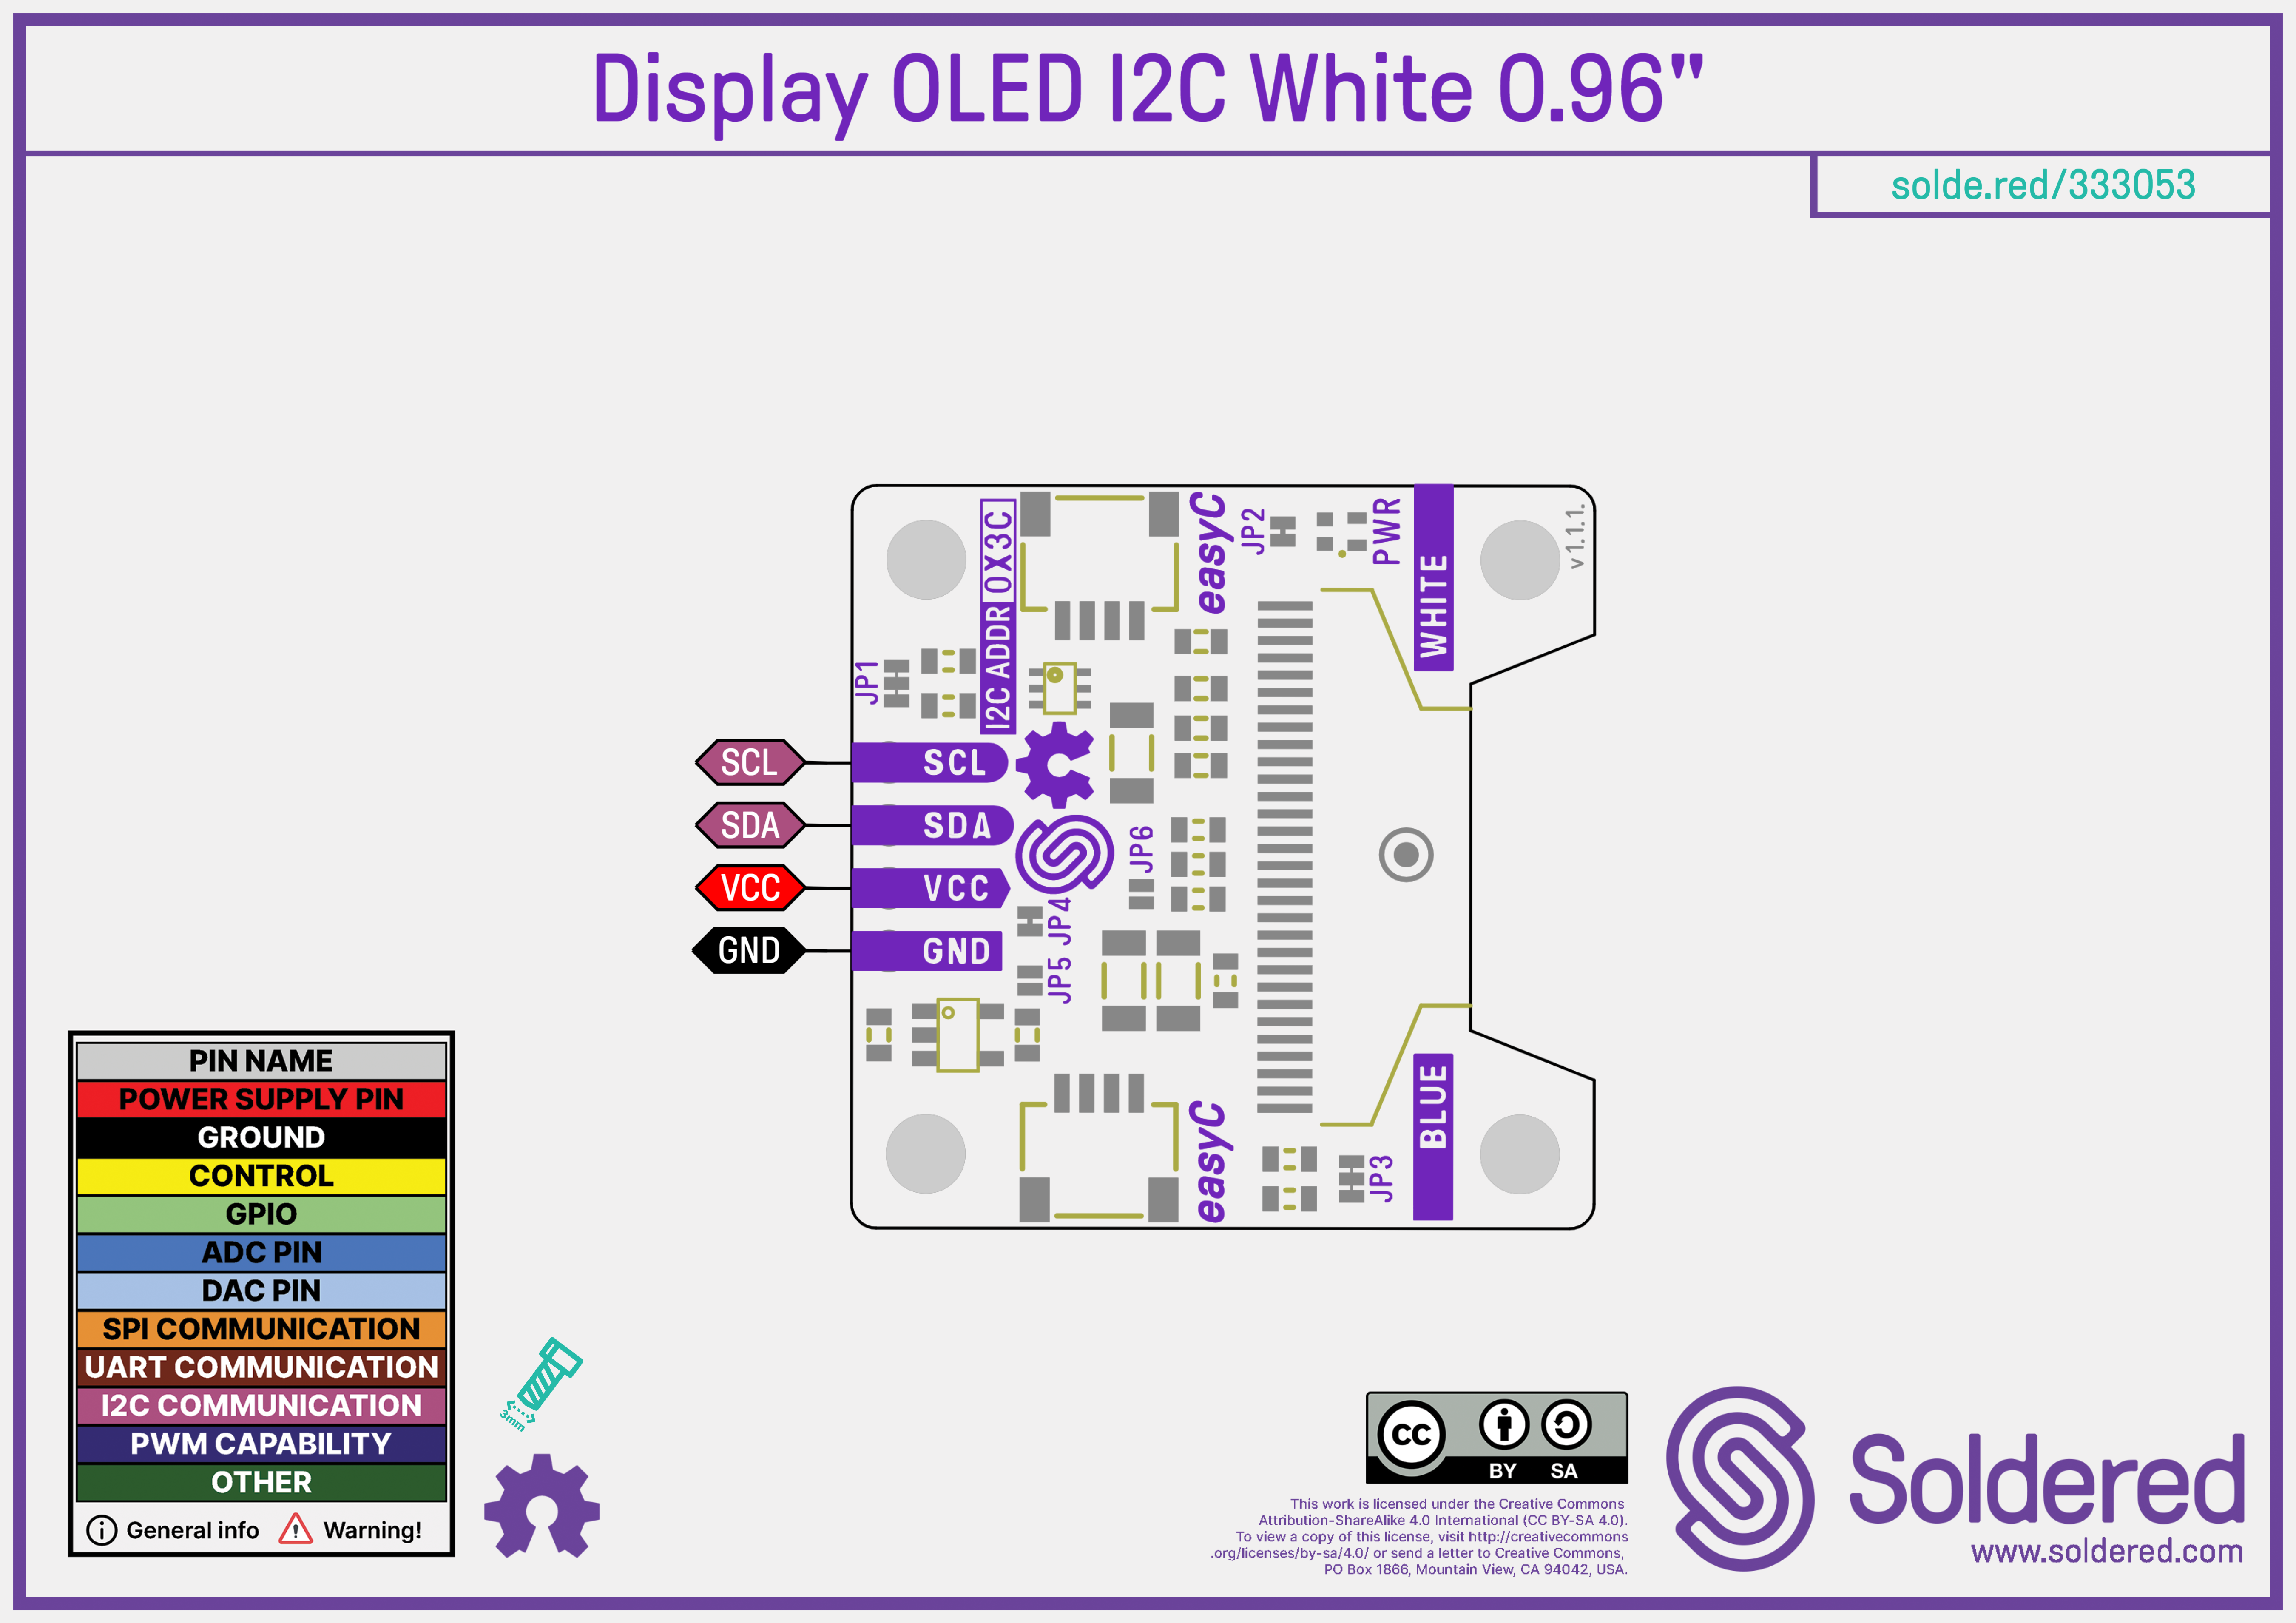 Display OLED I2C White 0.96"
solde.red/333053
I2C ADDR 0X3C
easyC
JP2
PWR
WHITE
v1.1.1.
JP1
SCL SCL
SDA SDA
VCC VCC
GND GND
JP6
JP4
JP5
easyC
JP3
BLUE
PIN NAME
POWER SUPPLY PIN
GROUND
CONTROL
GPIO
ADC PIN
DAC PIN
SPI COMMUNICATION
UART COMMUNICATION
I2C COMMUNICATION
PWM CAPABILITY
OTHER
General info Warning!
3mm
CC BY SA
This work is licensed under the Creative Commons
Attribution-ShareAlike 4.0 International (CC BY-SA 4.0).
To view a copy of this license, visit http://creativecommons
.org/licenses/by-sa/4.0/ or send a letter to Creative Commons,
PO Box 1866, Mountain View, CA 94042, USA.
Soldered
www.soldered.com